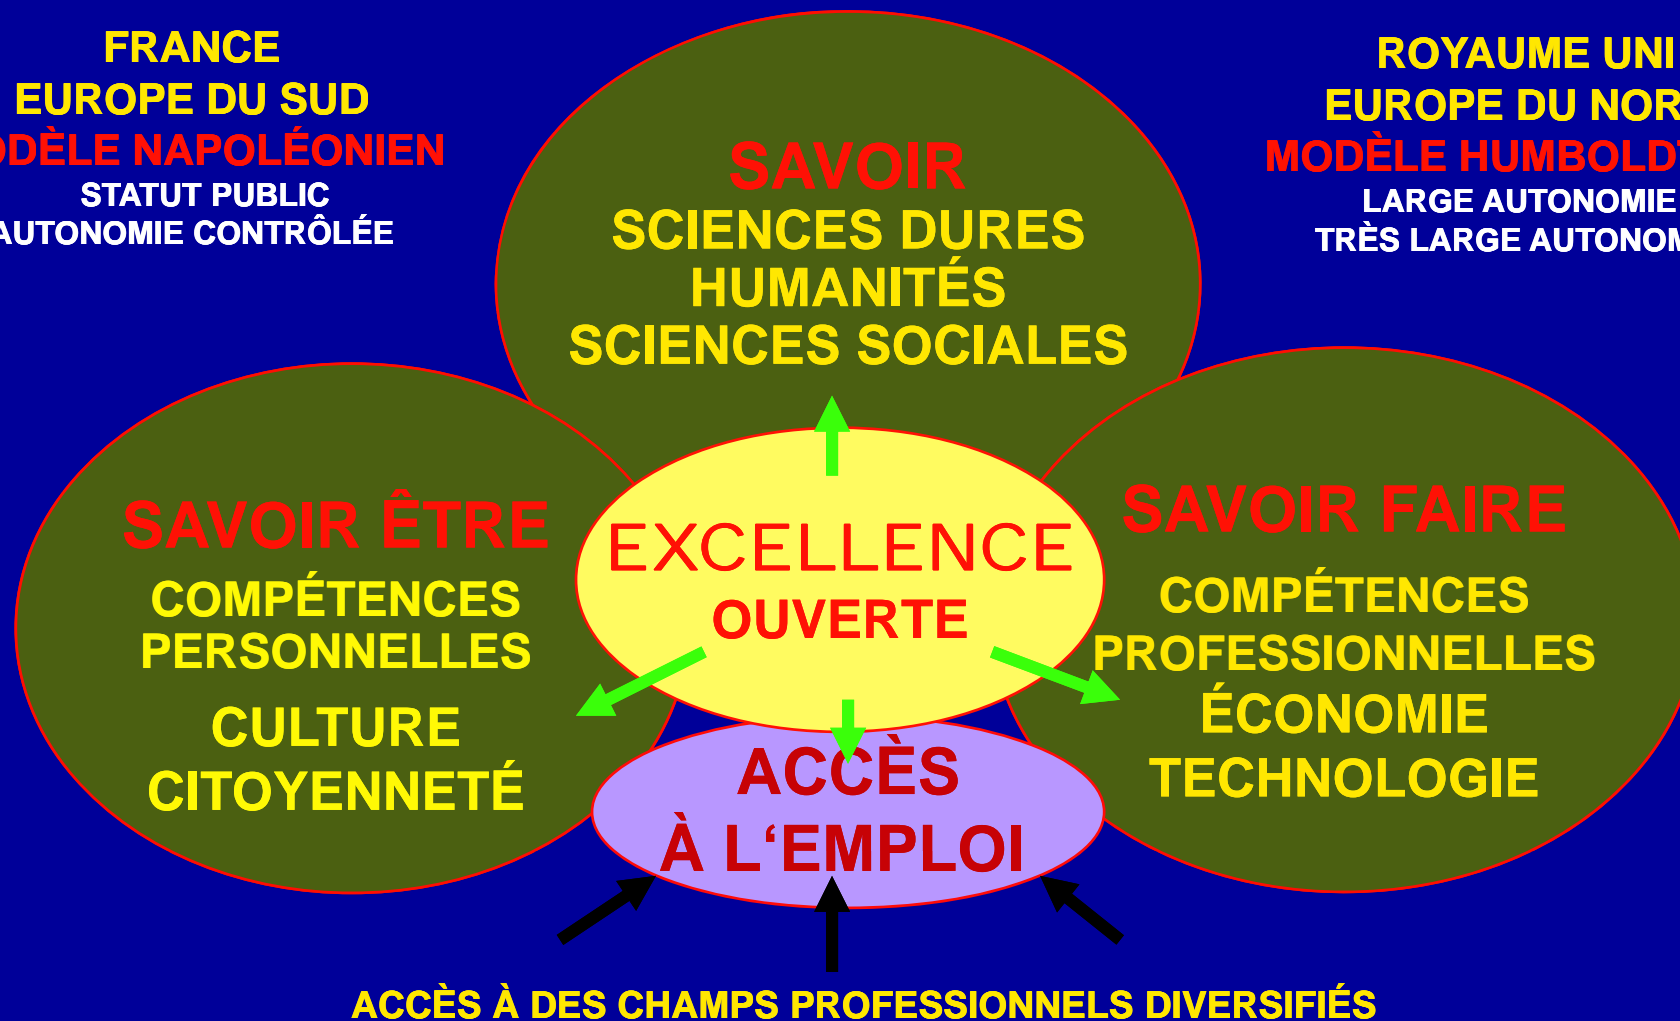 FRANCE
EUROPE DU SUD
ODÈLE NAPOLÉONIEN
STATUT PUBLIC
AUTONOMIE CONTRÔLÉE
ROYAUME UNI
EUROPE DU NOR
MODÈLE HUMBOLDT
LARGE AUTONOMIE
TRÈS LARGE AUTONOM
SAVOIR
SCIENCES DURES
HUMANITÉS
SCIENCES SOCIALES
SAVOIR ÊTRE
COMPÉTENCES
PERSONNELLES
CULTURE
CITOYENNETÉ
EXCELLENCE
OUVERTE
SAVOIR FAIRE
COMPÉTENCES
PROFESSIONNELLES
ÉCONOMIE
TECHNOLOGIE
ACCÈS
À L‘EMPLOI
ACCÈS À DES CHAMPS PROFESSIONNELS DIVERSIFIÉS